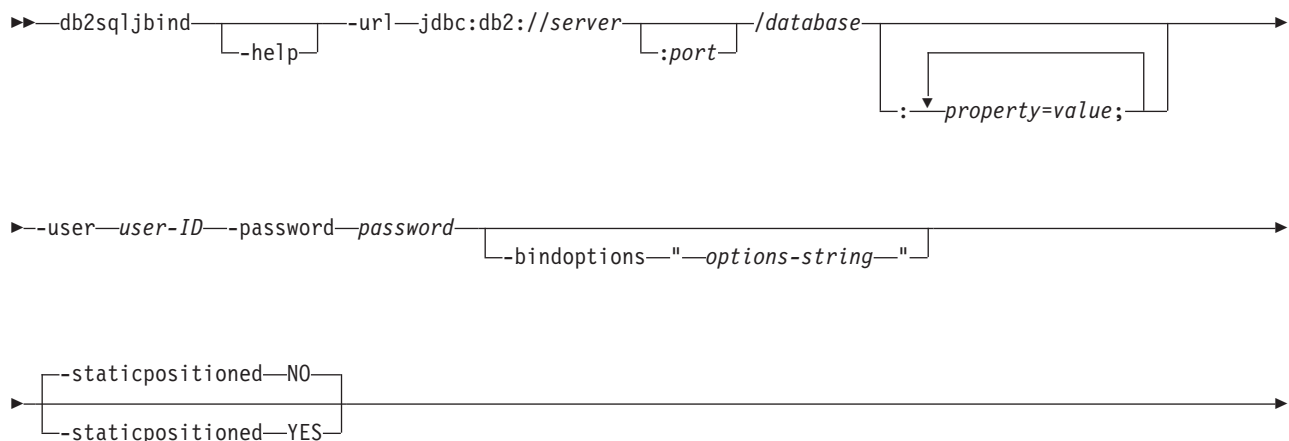 db2sqljbind -url jdbc:db2://server /database
-help :port
: property=value;
-user user-ID -password password
-bindoptions " options-string "
-staticpositioned NO
-staticpositioned YES